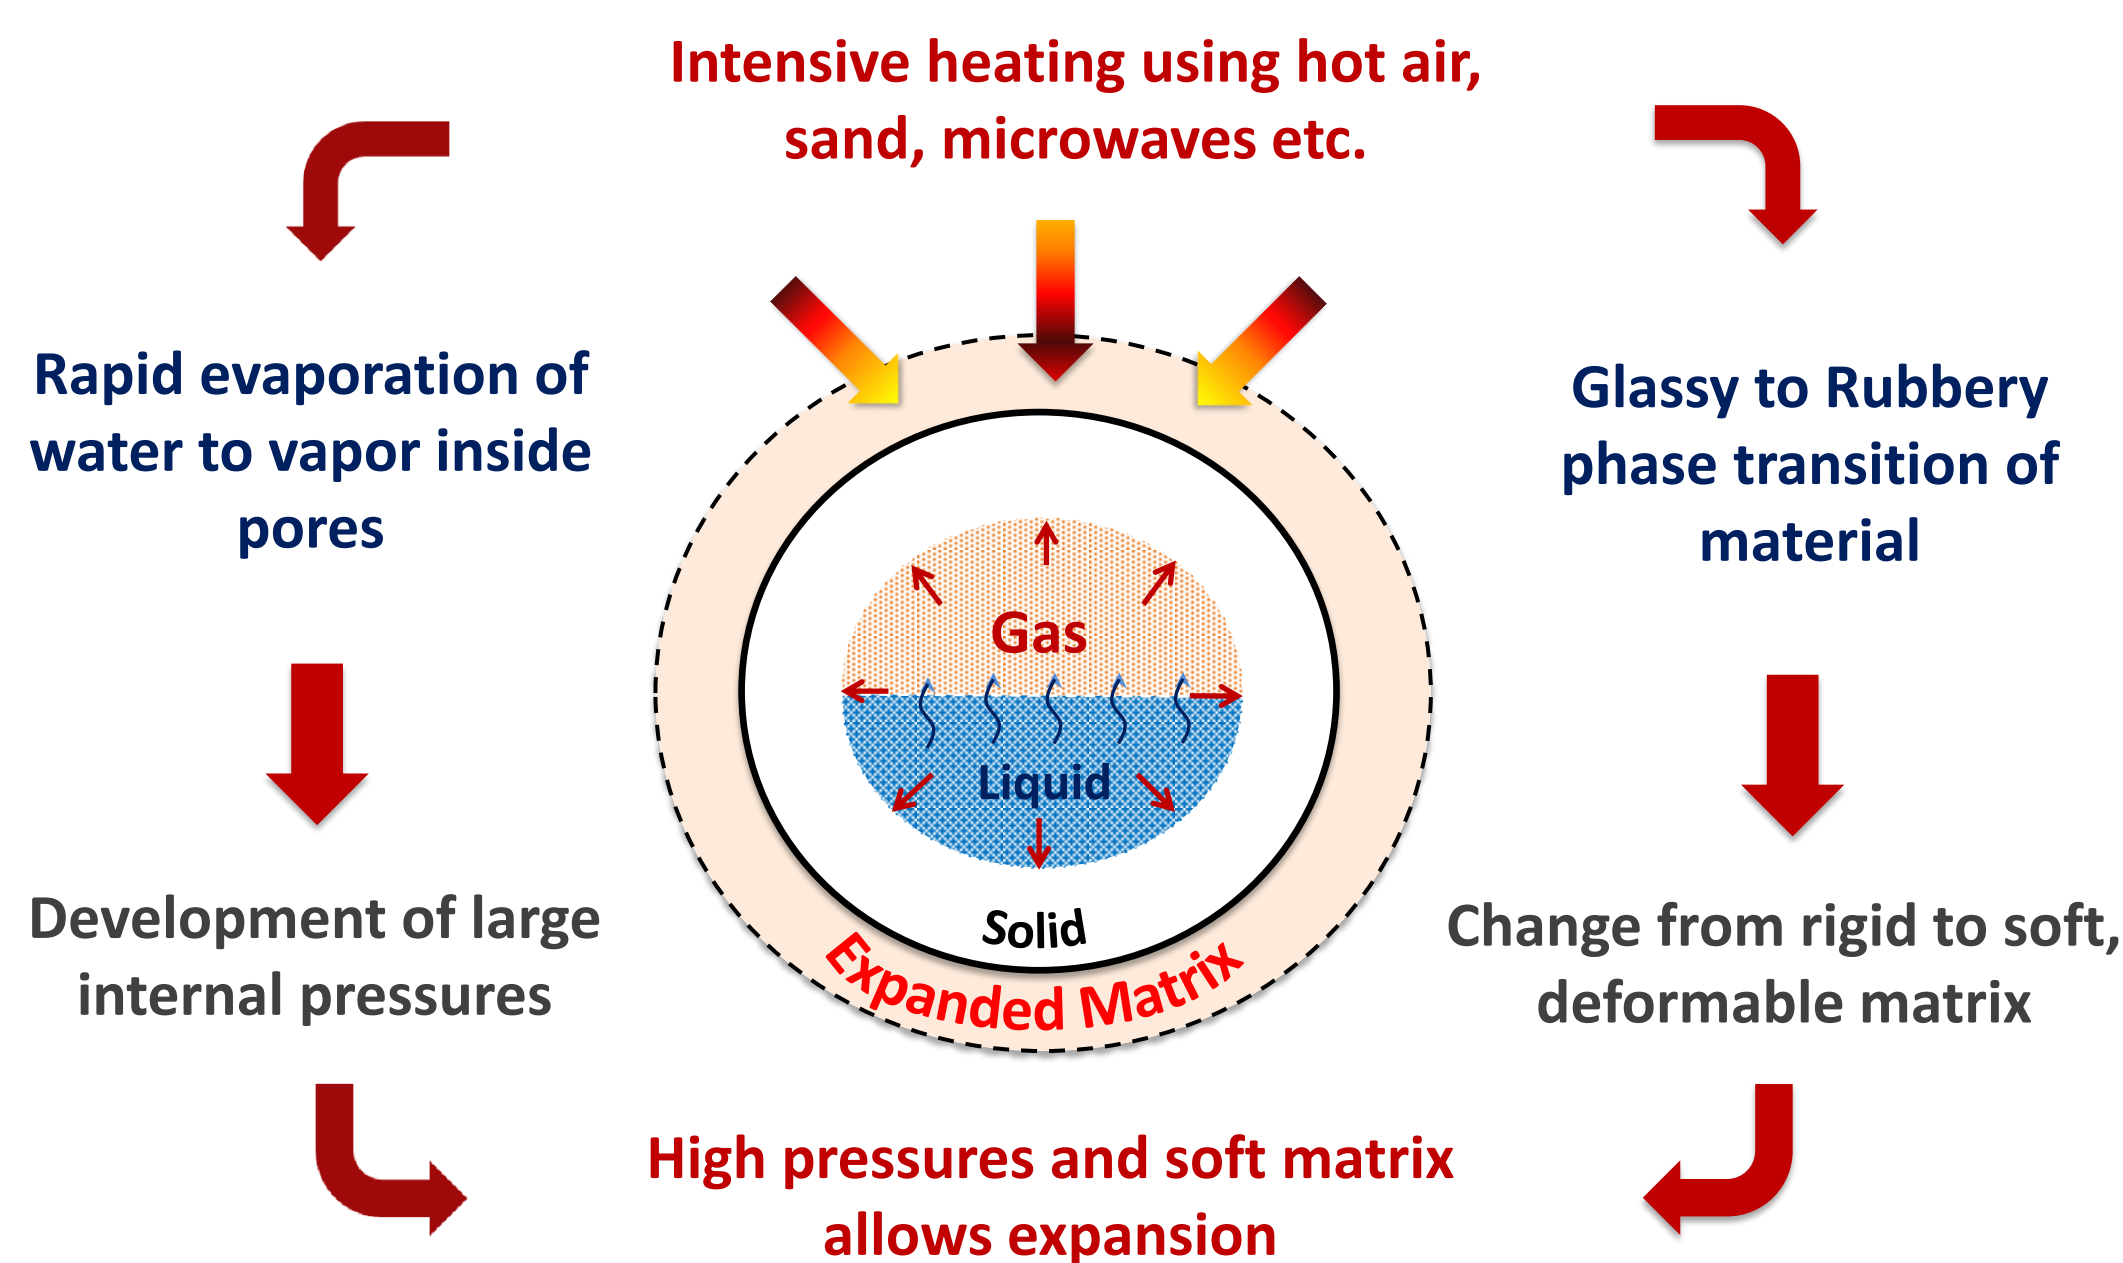 Intensive heating using hot air,
sand, microwaves etc.
Rapid evaporation of
water to vapor inside
pores
Glassy to Rubbery
phase transition of
material
Gas
Liquid
Solid
Expanded Matrix
Development of large
internal pressures
Change from rigid to soft,
deformable matrix
High pressures and soft matrix
allows expansion